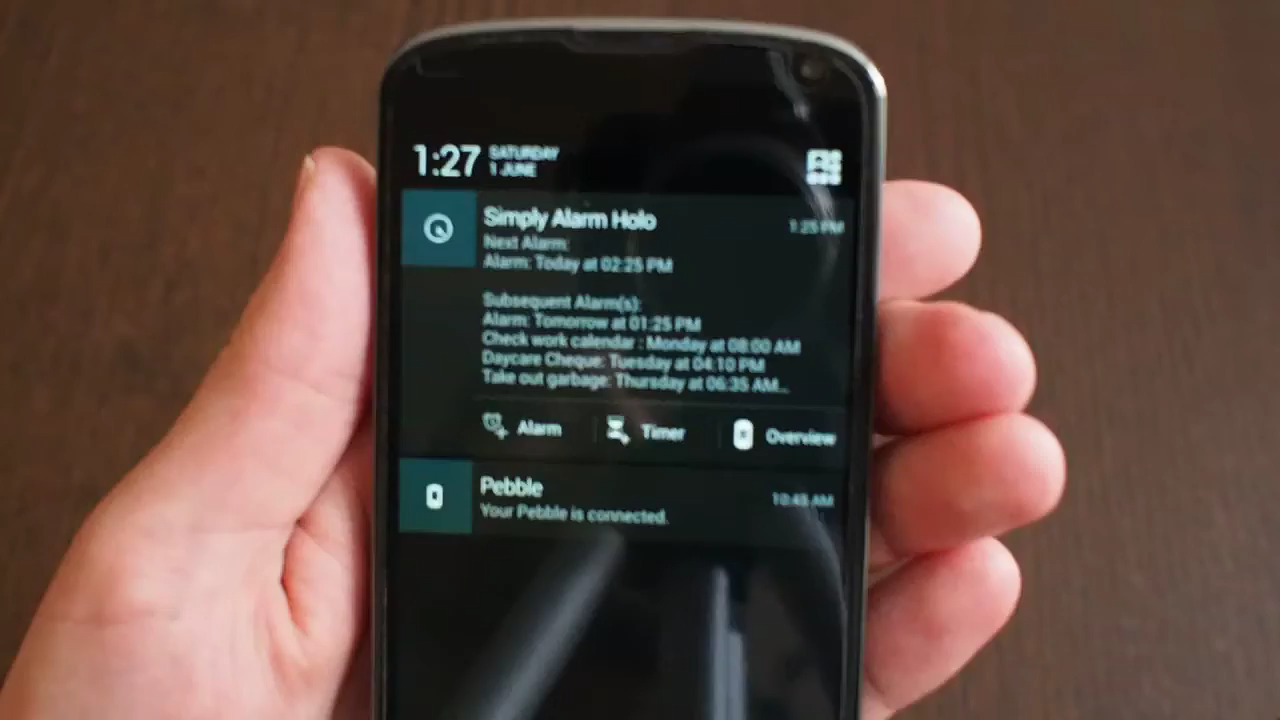 1:27 SATURDAY
1 JUNE
Simply Alarm Holo 1:25 PM
Next Alarm:
Alarm: Today at 02:25 PM
Subsequent Alarm(s):
Alarm: Tomorrow at 01:25 PM
Check work calendar : Monday at 08:00 AM
Daycare Cheque: Tuesday at 04:10 PM
Take out garbage: Thursday at 06:35 AM...
Alarm Timer Overview
Pebble 10:45 AM
Your Pebble is connected.